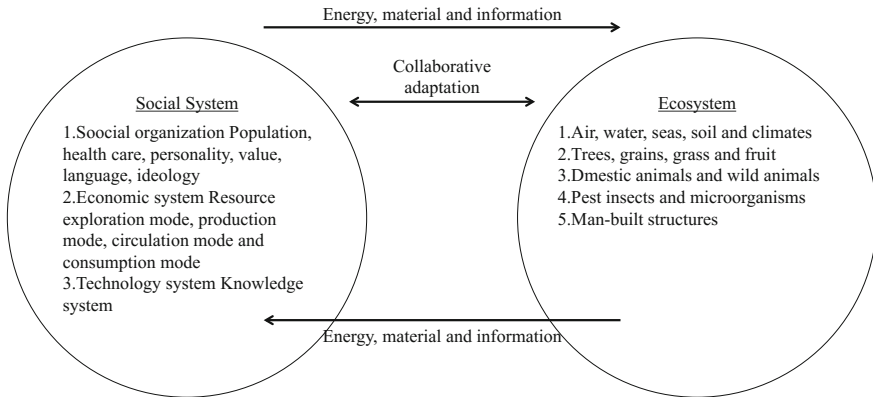 Energy, material and information
Collaborative
adaptation
Social System
1.Soocial organization Population,
health care, personality, value,
language, ideology
2.Economic system Resource
exploration mode, production
mode, circulation mode and
consumption mode
3.Technology system Knowledge
system
Ecosystem
1.Air, water, seas, soil and climates
2.Trees, grains, grass and fruit
3.Dmestic animals and wild animals
4.Pest insects and microorganisms
5.Man-built structures
Energy, material and information